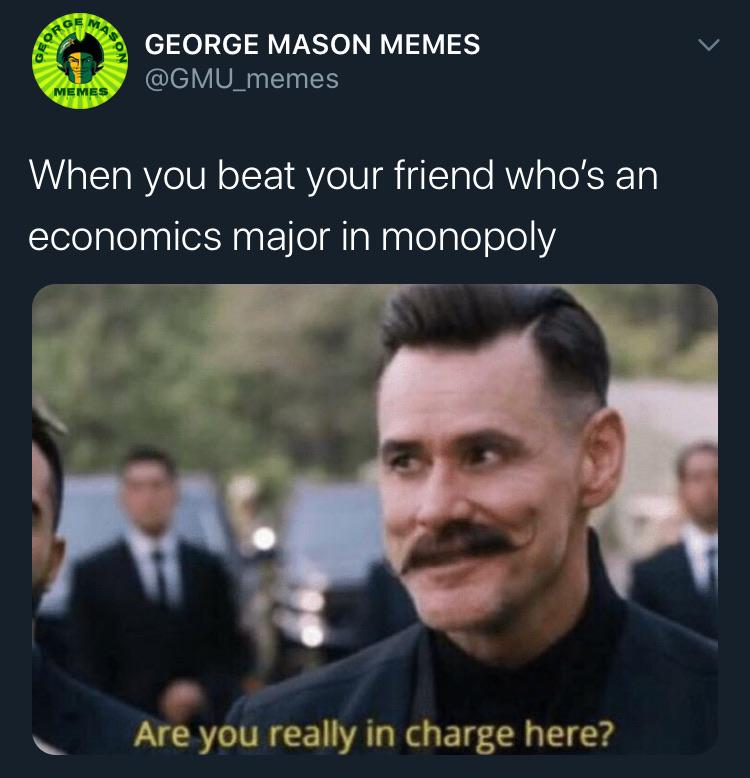 GEORGE MASON
MEMES
GEORGE MASON MEMES
@GMU_memes
When you beat your friend who's an
economics major in monopoly
Are you really in charge here?